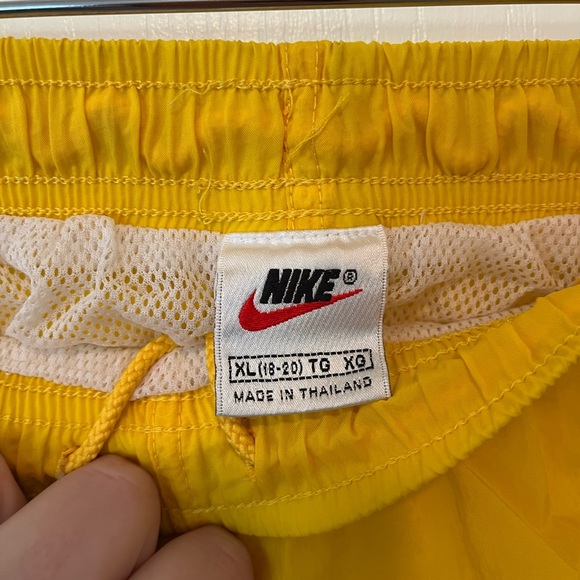 NIKE®
XL(18-20) TG XG
MADE IN THAILAND